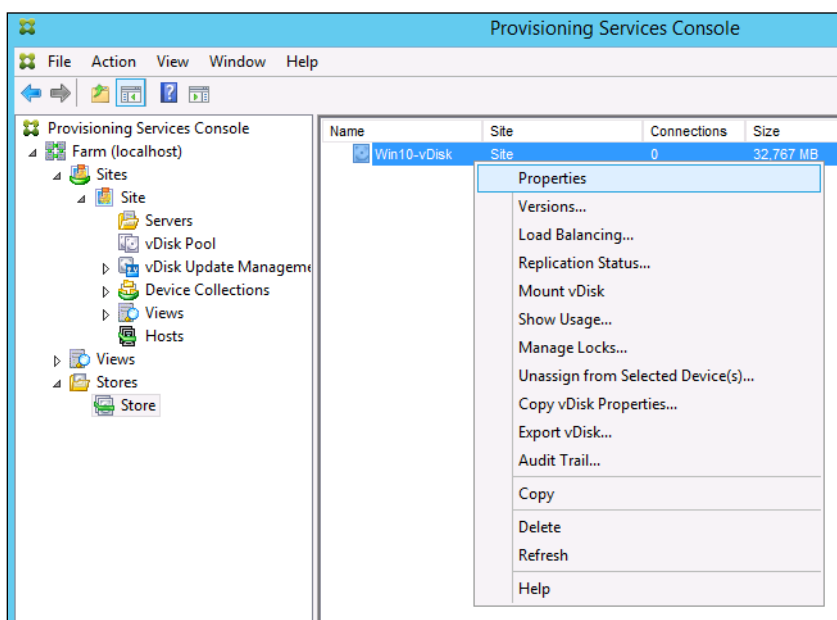 Provisioning Services Console
File Action View Window Help
Provisioning Services Console
Farm (localhost)
Sites
Site
Servers
vDisk Pool
vDisk Update Manageme
Device Collections
Views
Hosts
Views
Stores
Store
Name Site Connections Size
Win10-vDisk Site 0 32,767 MB
Properties
Versions...
Load Balancing...
Replication Status...
Mount vDisk
Show Usage...
Manage Locks...
Unassign from Selected Device(s)...
Copy vDisk Properties...
Export vDisk...
Audit Trail...
Copy
Delete
Refresh
Help